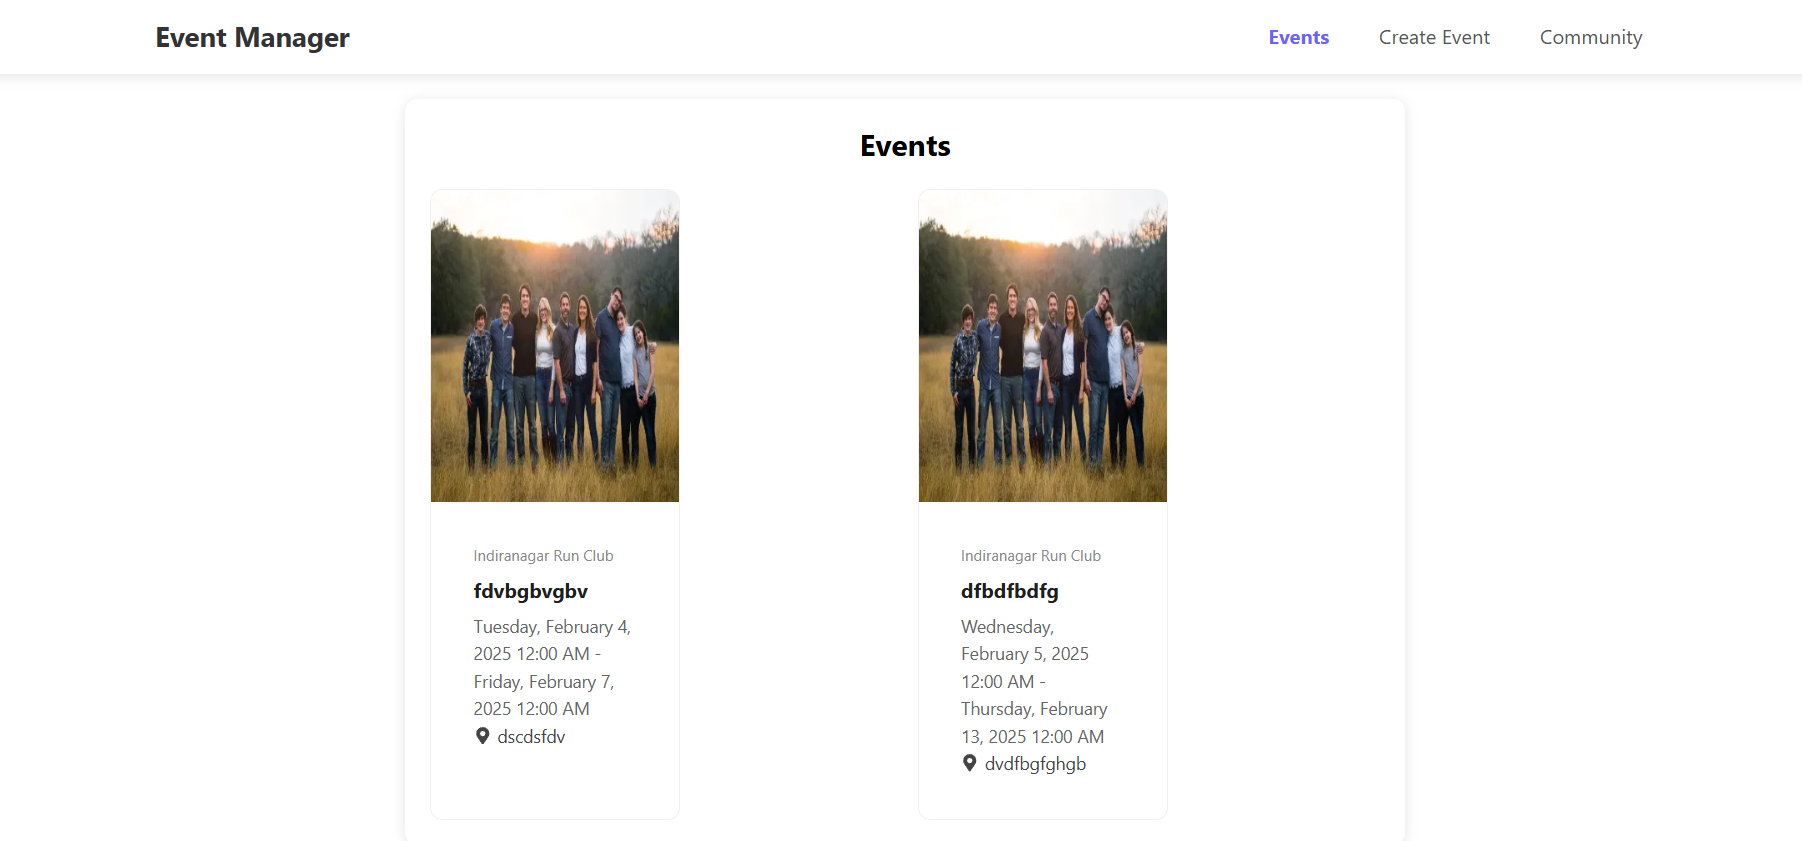 Event Manager
Events
Create Event
Community
Events
Indiranagar Run Club
fdvbgbvgbv
Tuesday, February 4,
2025 12:00 AM -
Friday, February 7,
2025 12:00 AM
dscdsfdv
Indiranagar Run Club
dfbdfbdfg
Wednesday,
February 5, 2025
12:00 AM -
Thursday, February
13, 2025 12:00 AM
dvdfbgfghgb